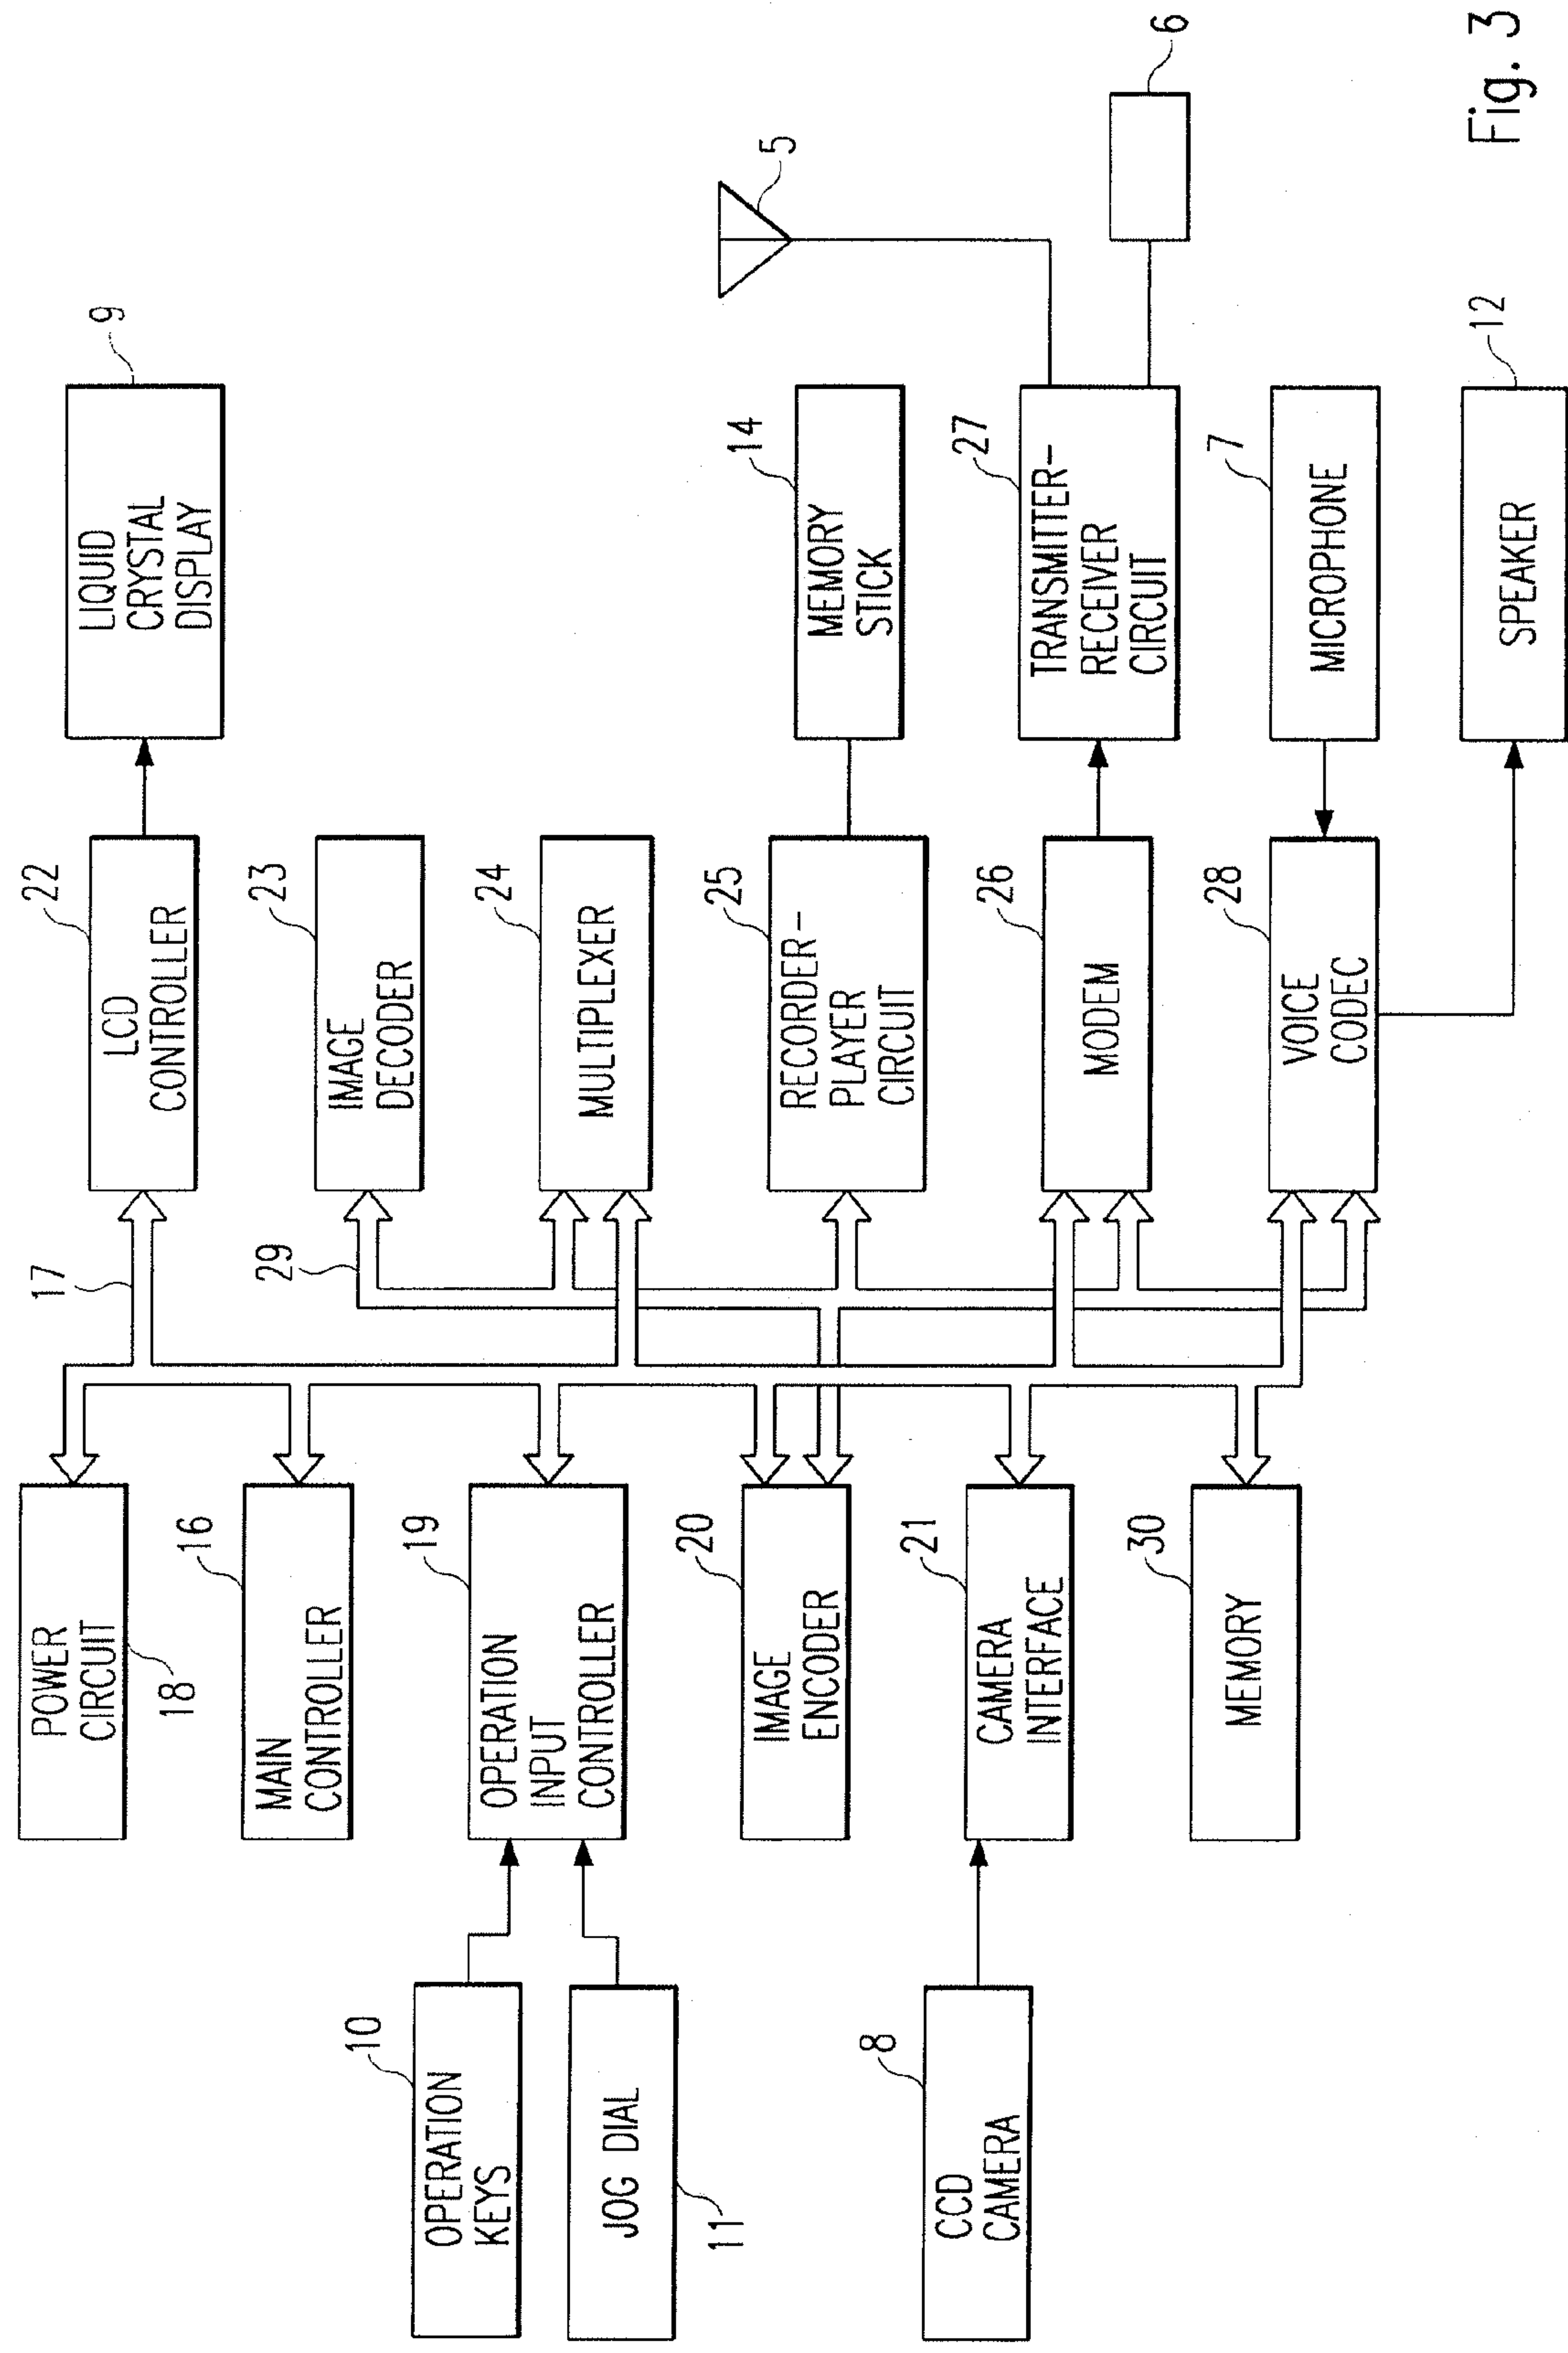 9
LIQUID
CRYSTAL
DISPLAY
22
LCD
CONTROLLER
17
POWER
CIRCUIT
18
23
IMAGE
DECODER
29
16
MAIN
CONTROLLER
24
MULTIPLEXER
19
OPERATION
INPUT
CONTROLLER
10
OPERATION
KEYS
JOG DIAL
11
14
MEMORY
STICK
25
RECORDER-
PLAYER
CIRCUIT
20
IMAGE
ENCODER
5
6
27
TRANSMITTER-
RECEIVER
CIRCUIT
26
MODEM
21
CAMERA
INTERFACE
8
CCD
CAMERA
7
MICROPHONE
28
VOICE
CODEC
30
MEMORY
12
SPEAKER
Fig. 3